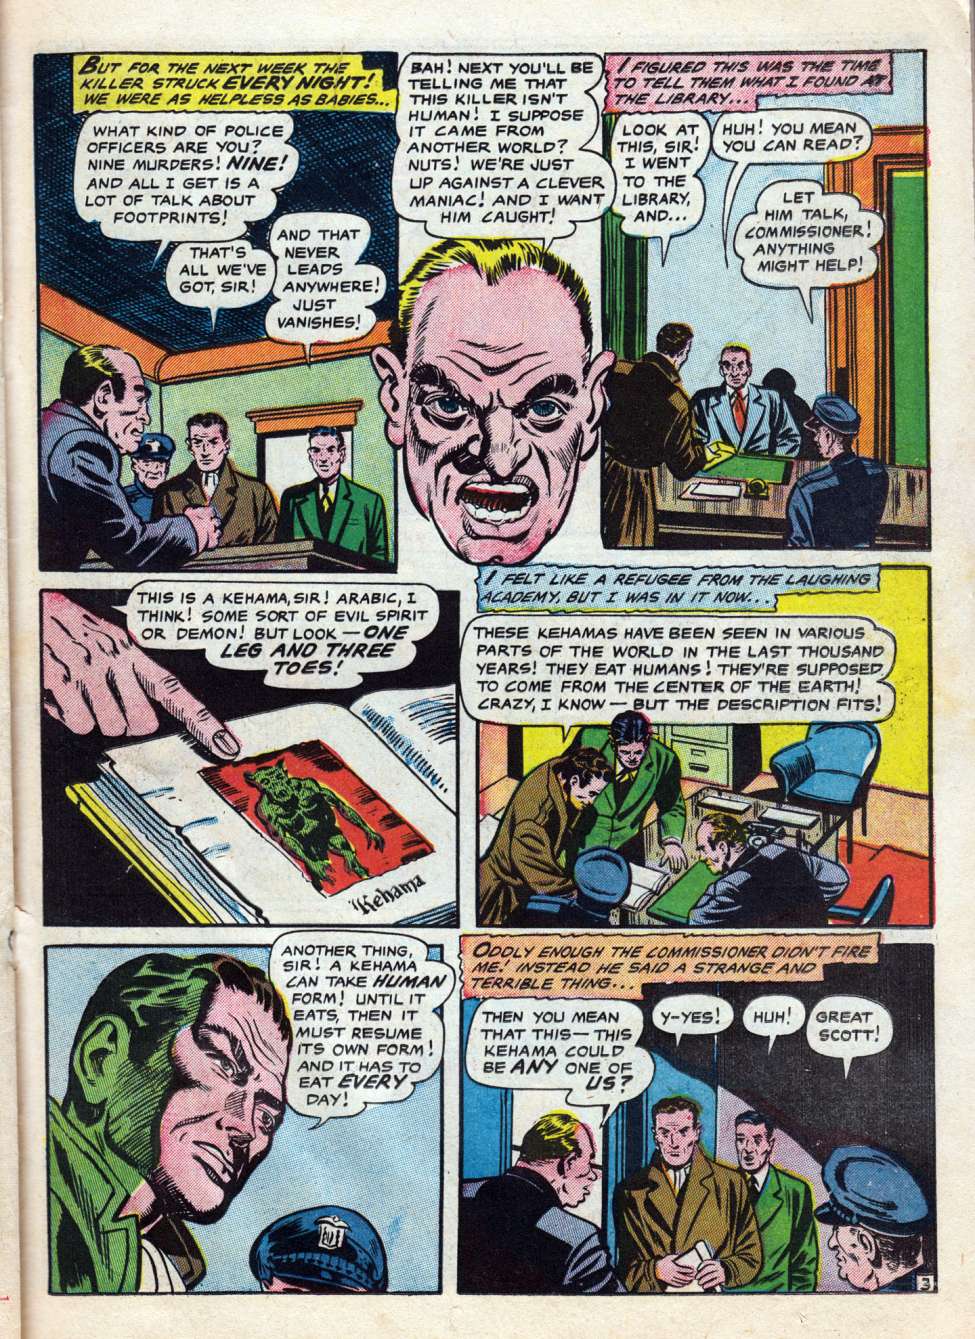 BUT FOR THE NEXT WEEK THE
KILLER STRUCK EVERY NIGHT!
WE WERE AS HELPLESS AS BABIES...
WHAT KIND OF POLICE
OFFICERS ARE YOU?
NINE MURDERS! NINE!
AND ALL I GET IS A
LOT OF TALK ABOUT
FOOTPRINTS!
THAT'S
ALL WE'VE
GOT, SIR!
AND THAT
NEVER
LEADS
ANYWHERE!
JUST
VANISHES!
BAH! NEXT YOU'LL BE
TELLING ME THAT
THIS KILLER ISN'T
HUMAN! I SUPPOSE
IT CAME FROM
ANOTHER WORLD?
NUTS! WE'RE JUST
UP AGAINST A CLEVER
MANIAC! AND I WANT
HIM CAUGHT!
I FIGURED THIS WAS THE TIME
TO TELL THEM WHAT I FOUND AT
THE LIBRARY...
LOOK AT
THIS, SIR!
I WENT
TO THE
LIBRARY,
AND...
HUH! YOU MEAN
YOU CAN READ?
LET
HIM TALK,
COMMISSIONER!
ANYTHING
MIGHT HELP!
THIS IS A KEHAMA, SIR! ARABIC, I
THINK! SOME SORT OF EVIL SPIRIT
OR DEMON! BUT LOOK — ONE
LEG AND THREE
TOES!
Kehama
I FELT LIKE A REFUGEE FROM THE LAUGHING
ACADEMY. BUT I WAS IN IT NOW...
THESE KEHAMAS HAVE BEEN SEEN IN VARIOUS
PARTS OF THE WORLD IN THE LAST THOUSAND
YEARS! THEY EAT HUMANS! THEY'RE SUPPOSED
TO COME FROM THE CENTER OF THE EARTH!
CRAZY, I KNOW — BUT THE DESCRIPTION FITS!
ANOTHER THING,
SIR! A KEHAMA
CAN TAKE HUMAN
FORM! UNTIL IT
EATS, THEN IT
MUST RESUME
ITS OWN FORM!
AND IT HAS TO
EAT EVERY
DAY!
ODDLY ENOUGH THE COMMISSIONER DIDN'T FIRE
ME! INSTEAD HE SAID A STRANGE AND
TERRIBLE THING...
THEN YOU MEAN
THAT THIS — THIS
KEHAMA COULD
BE ANY ONE OF
US?
Y-YES!
HUH!
GREAT
SCOTT!
3